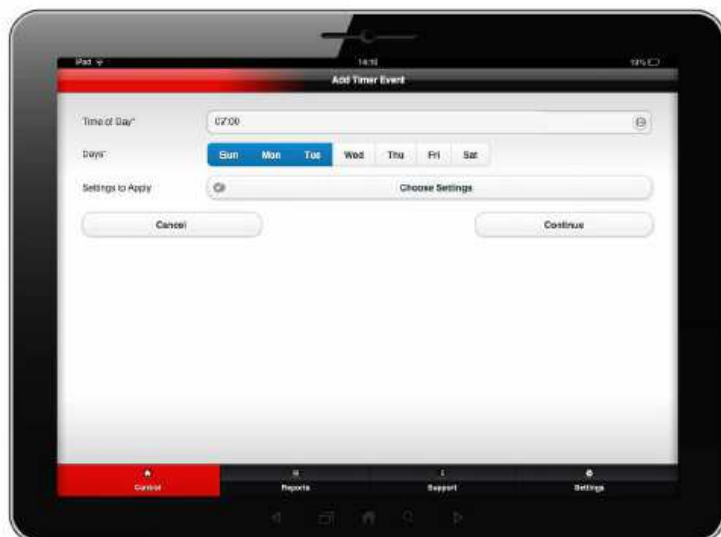 iPad 14:10
Add Timer Event
Time of Day*
07:00
Days*
Sun Mon Tue Wed Thu Fri Sat
Settings to Apply
Choose Settings
Cancel Continue
Control Reports Support Settings